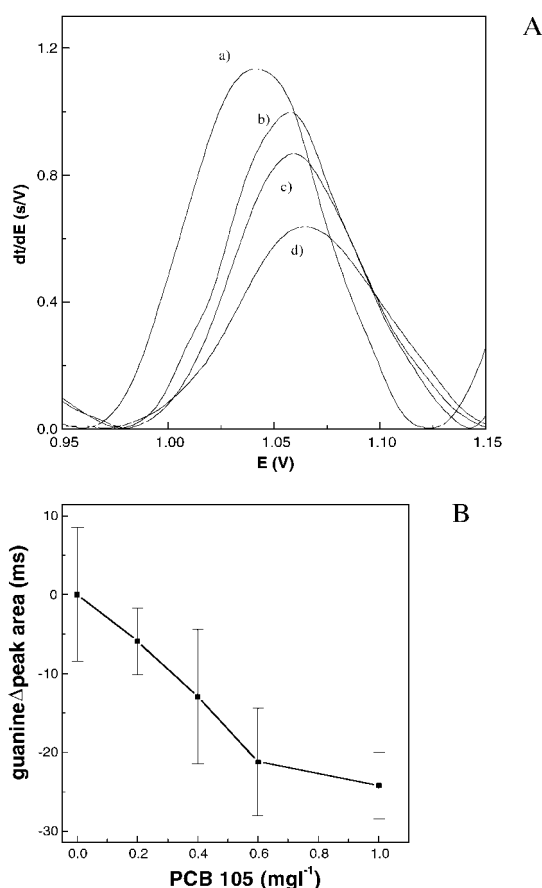 A
1.2
0.8
0.4
0.0
dt/dE (s/V)
a)
b)
c)
d)
0.95
1.00
1.05
1.10
1.15
E (V)
B
10
0
-10
-20
-30
guanineΔpeak area (ms)
0.0
0.2
0.4
0.6
0.8
1.0
PCB 105 (mgl⁻¹)